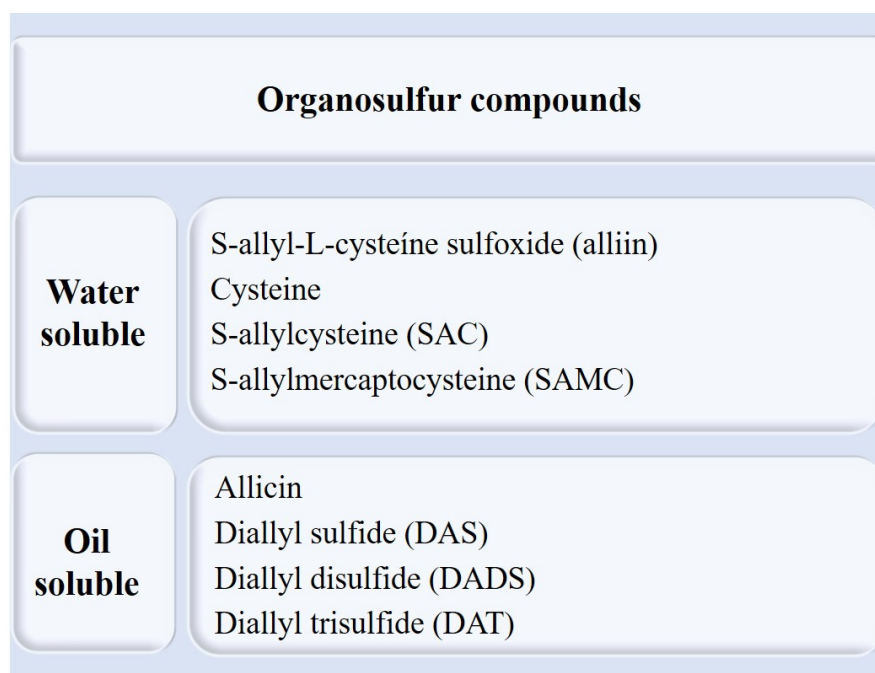 Organosulfur compounds
Water
soluble
S-allyl-L-cysteíne sulfoxide (alliin)
Cysteine
S-allylcysteine (SAC)
S-allylmercaptocysteine (SAMC)
Oil
soluble
Allicin
Diallyl sulfide (DAS)
Diallyl disulfide (DADS)
Diallyl trisulfide (DAT)